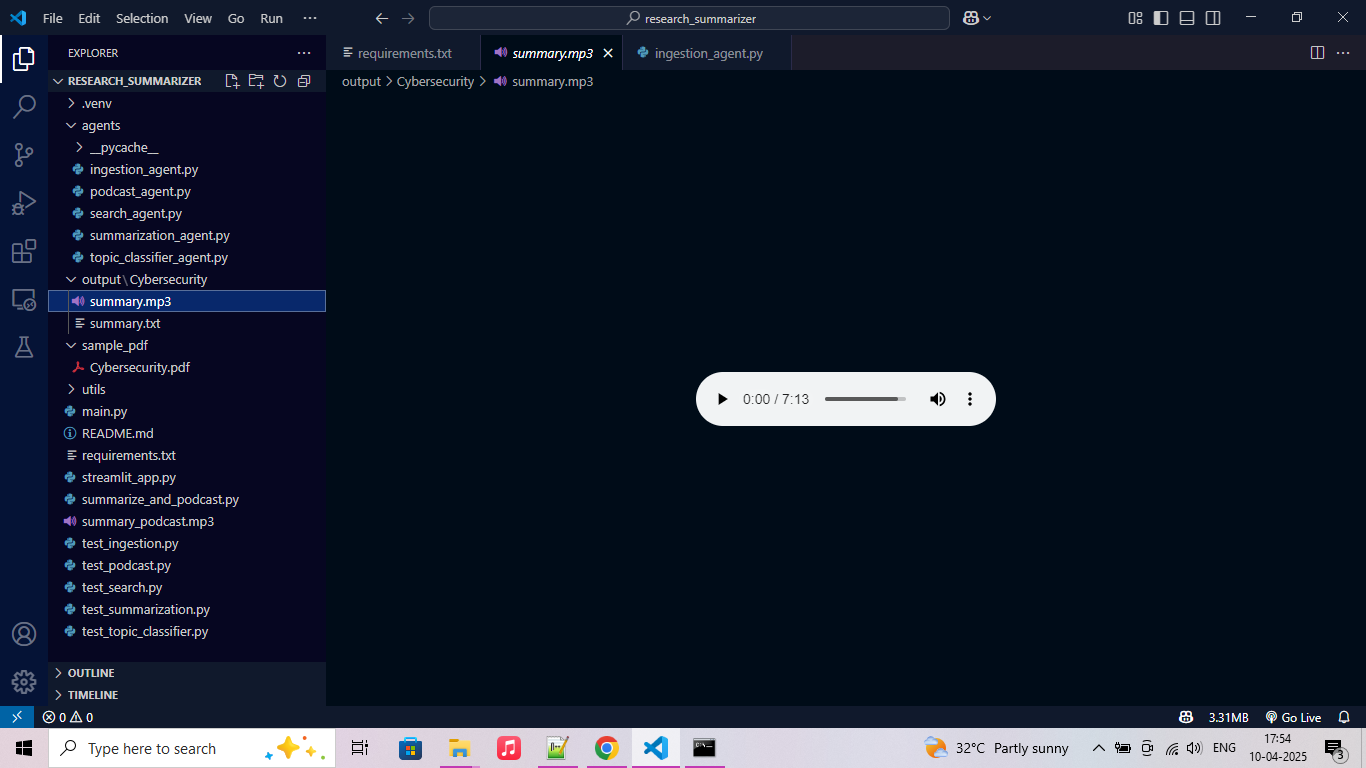 File Edit Selection View Go Run ··· research_summarizer
EXPLORER ···
requirements.txt summary.mp3 ingestion_agent.py
RESEARCH_SUMMARIZER
output > Cybersecurity > summary.mp3
.venv
agents
__pycache__
ingestion_agent.py
podcast_agent.py
search_agent.py
summarization_agent.py
topic_classifier_agent.py
output\Cybersecurity
summary.mp3
summary.txt
sample_pdf
Cybersecurity.pdf
utils
main.py
README.md
requirements.txt
streamlit_app.py
summarize_and_podcast.py
summary_podcast.mp3
test_ingestion.py
test_podcast.py
test_search.py
test_summarization.py
test_topic_classifier.py
0:00 / 7:13
OUTLINE
TIMELINE
0 0 3.31MB Go Live
Type here to search 32°C Partly sunny ENG 17:54
10-04-2025 3